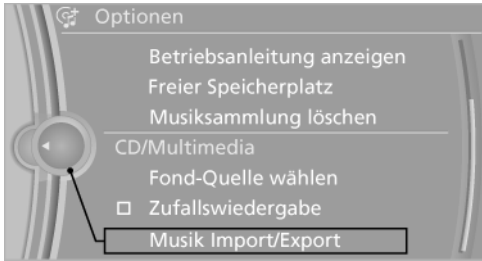 Optionen
Betriebsanleitung anzeigen
Freier Speicherplatz
Musiksammlung löschen
CD/Multimedia
Fond-Quelle wählen
Zufallswiedergabe
Musik Import/Export